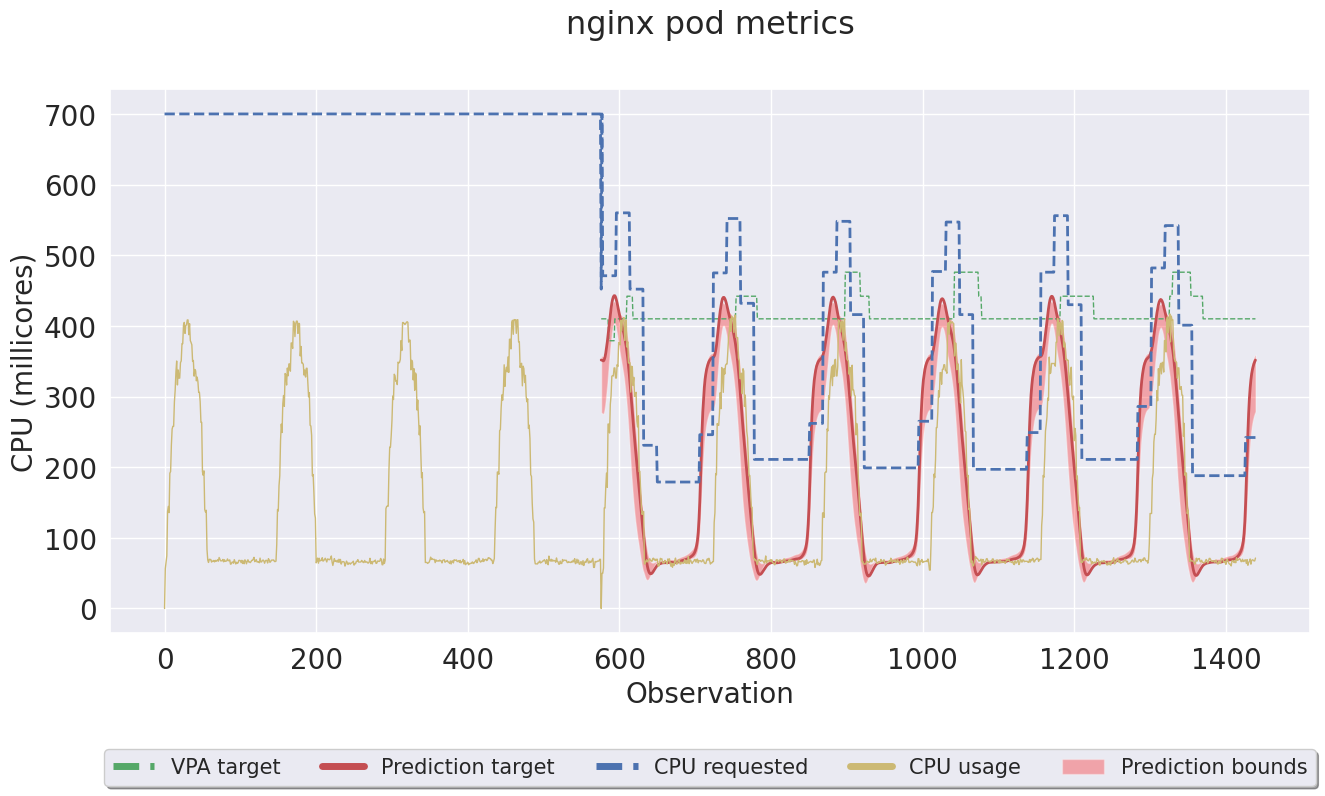 nginx pod metrics
CPU (millicores)
700
600
500
400
300
200
100
0
0 200 400 600 800 1000 1200 1400
Observation
VPA target Prediction target CPU requested CPU usage Prediction bounds